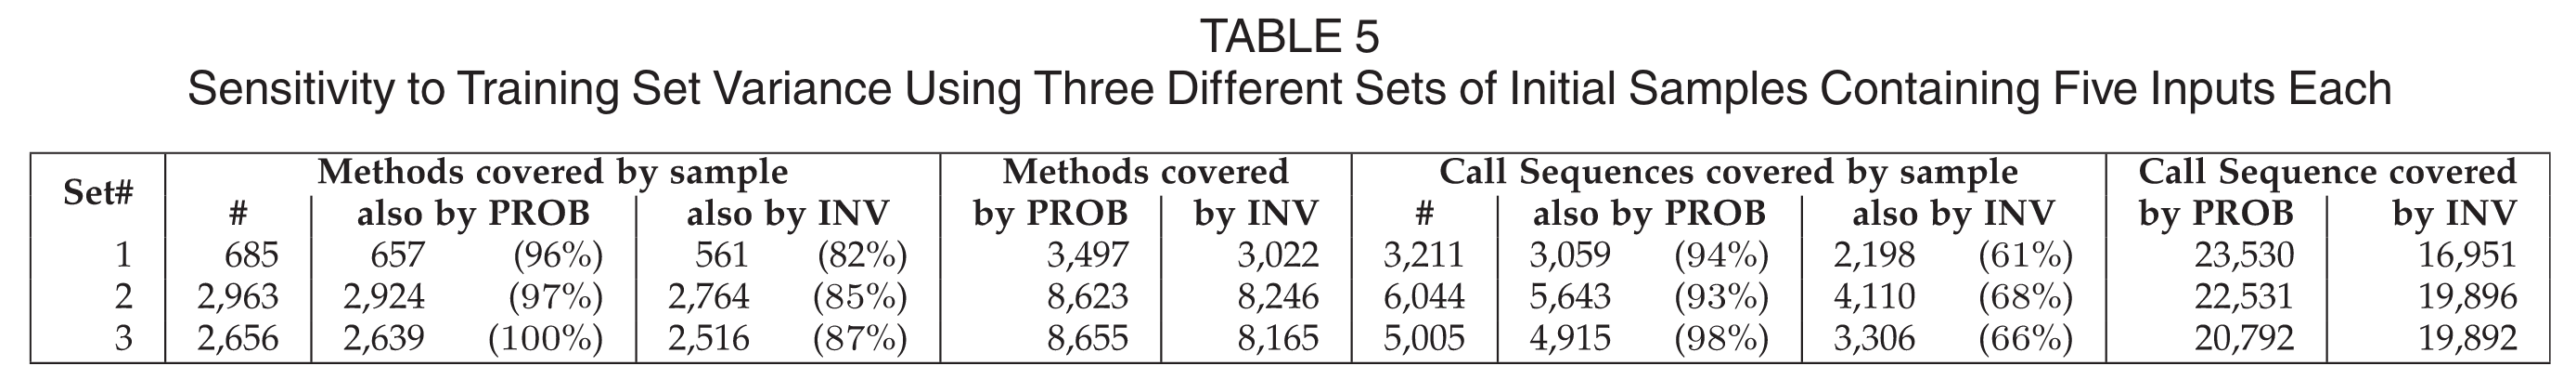 TABLE 5
Sensitivity to Training Set Variance Using Three Different Sets of Initial Samples Containing Five Inputs Each
Set# Methods covered by sample Methods covered Call Sequences covered by sample Call Sequence covered
# also by PROB also by INV by PROB by INV # also by PROB also by INV by PROB by INV
1 685 657 (96%) 561 (82%) 3,497 3,022 3,211 3,059 (94%) 2,198 (61%) 23,530 16,951
2 2,963 2,924 (97%) 2,764 (85%) 8,623 8,246 6,044 5,643 (93%) 4,110 (68%) 22,531 19,896
3 2,656 2,639 (100%) 2,516 (87%) 8,655 8,165 5,005 4,915 (98%) 3,306 (66%) 20,792 19,892